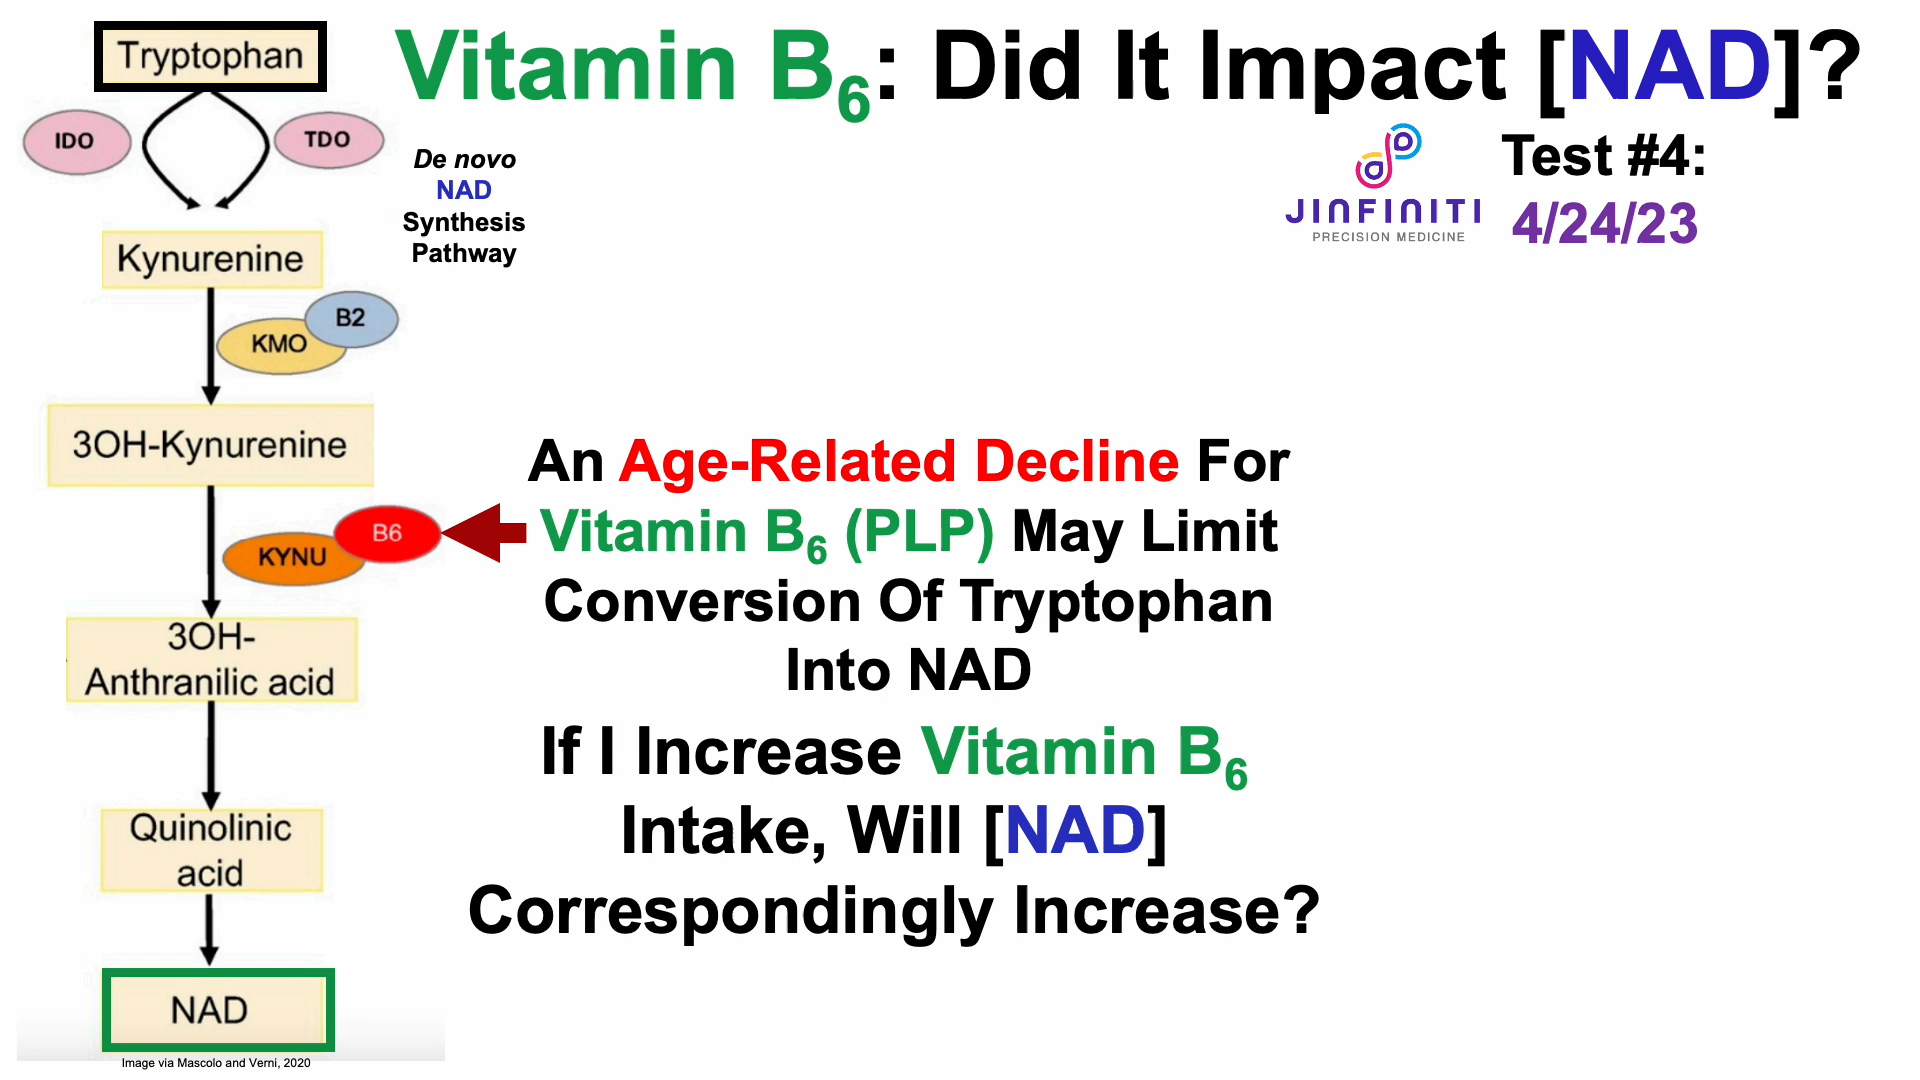 Vitamin B6: Did It Impact [NAD]?
Tryptophan
IDO
TDO
De novo
NAD
Synthesis
Pathway
JINFINITI
PRECISION MEDICINE
Test #4:
4/24/23
Kynurenine
B2
KMO
3OH-Kynurenine
B6
KYNU
An Age-Related Decline For
Vitamin B6 (PLP) May Limit
Conversion Of Tryptophan
Into NAD
3OH-
Anthranilic acid
If I Increase Vitamin B6
Intake, Will [NAD]
Correspondingly Increase?
Quinolinic
acid
NAD
Image via Mascolo and Verni, 2020